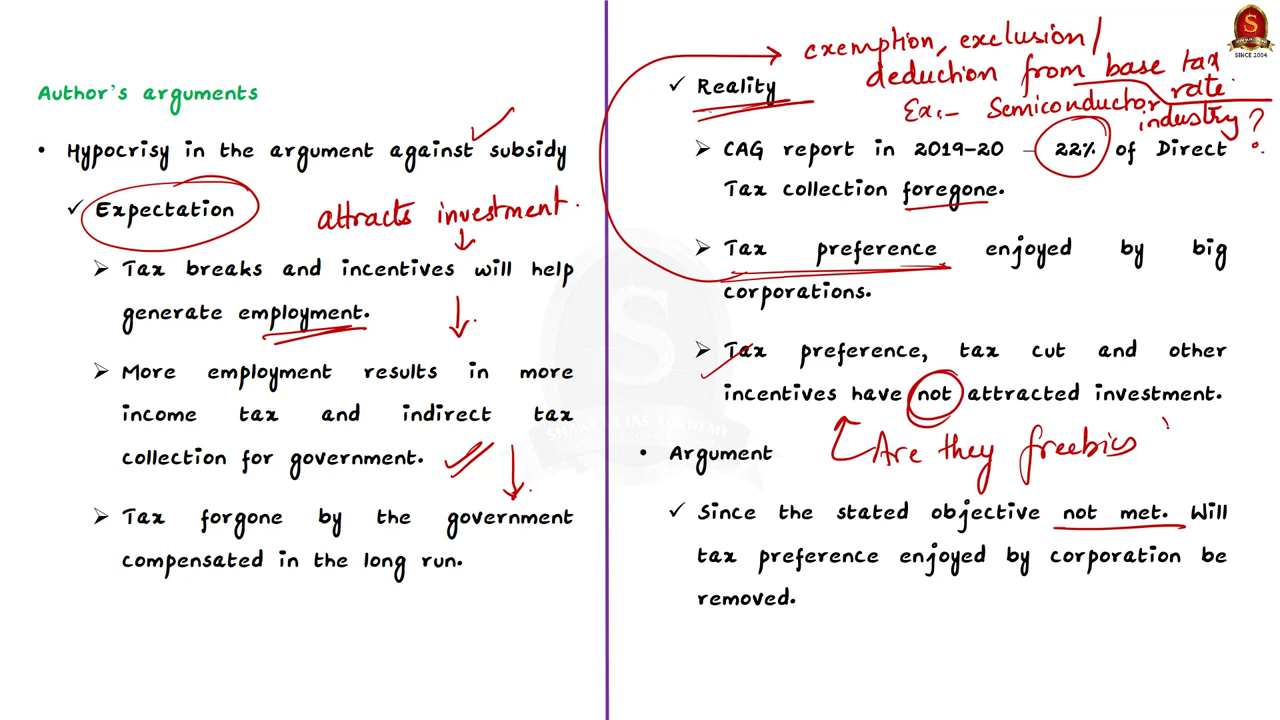 Author's arguments
• Hypocrisy in the argument against subsidy
✓ Expectation
attracts investment.
➢ Tax breaks and incentives will help
generate employment.
➢ More employment results in more
income tax and indirect tax
collection for government.
➢ Tax forgone by the government
compensated in the long run.
exemption, exclusion/
deduction from base tax
rate.
Ex:- Semiconductor
industry?
✓ Reality
➢ CAG report in 2019-20 – 22% of Direct
Tax collection foregone.
➢ Tax preference enjoyed by big
corporations.
➢ Tax preference, tax cut and other
incentives have not attracted investment.
Are they freebies
• Argument
✓ Since the stated objective not met. Will
tax preference enjoyed by corporation be
removed.
S
SINCE 2004
S
SHANKAR IAS ACADEMY